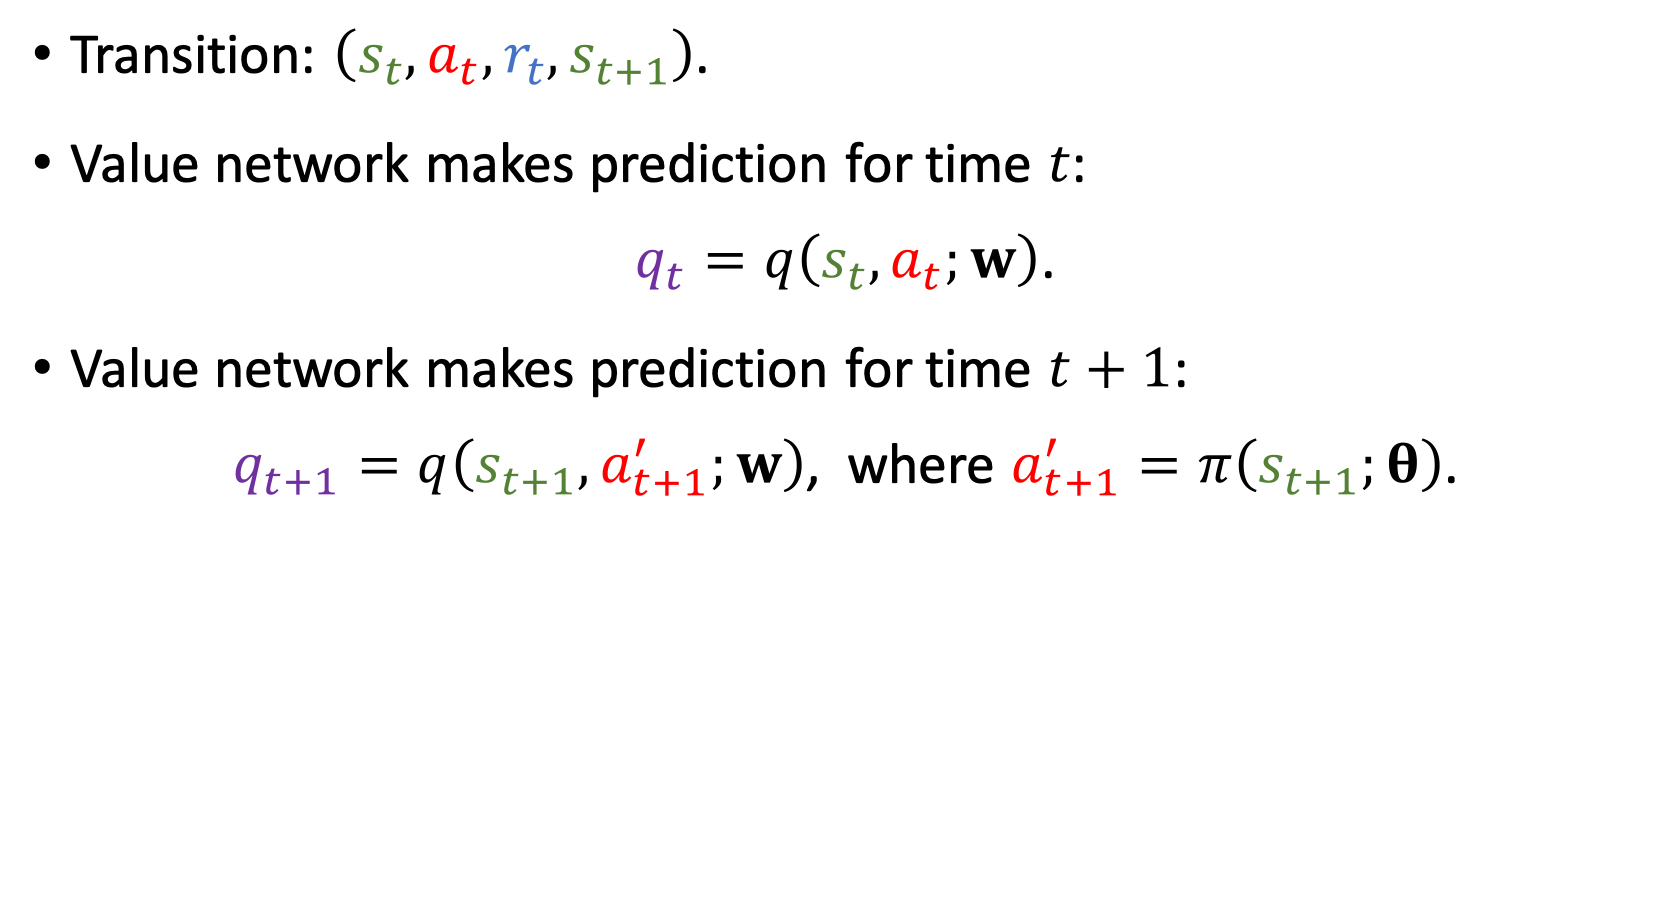 • Transition: (s_t, a_t, r_t, s_{t+1}).
• Value network makes prediction for time t:
q_t = q(s_t, a_t; w).
• Value network makes prediction for time t + 1:
q_{t+1} = q(s_{t+1}, a'_{t+1}; w), where a'_{t+1} = π(s_{t+1}; θ).